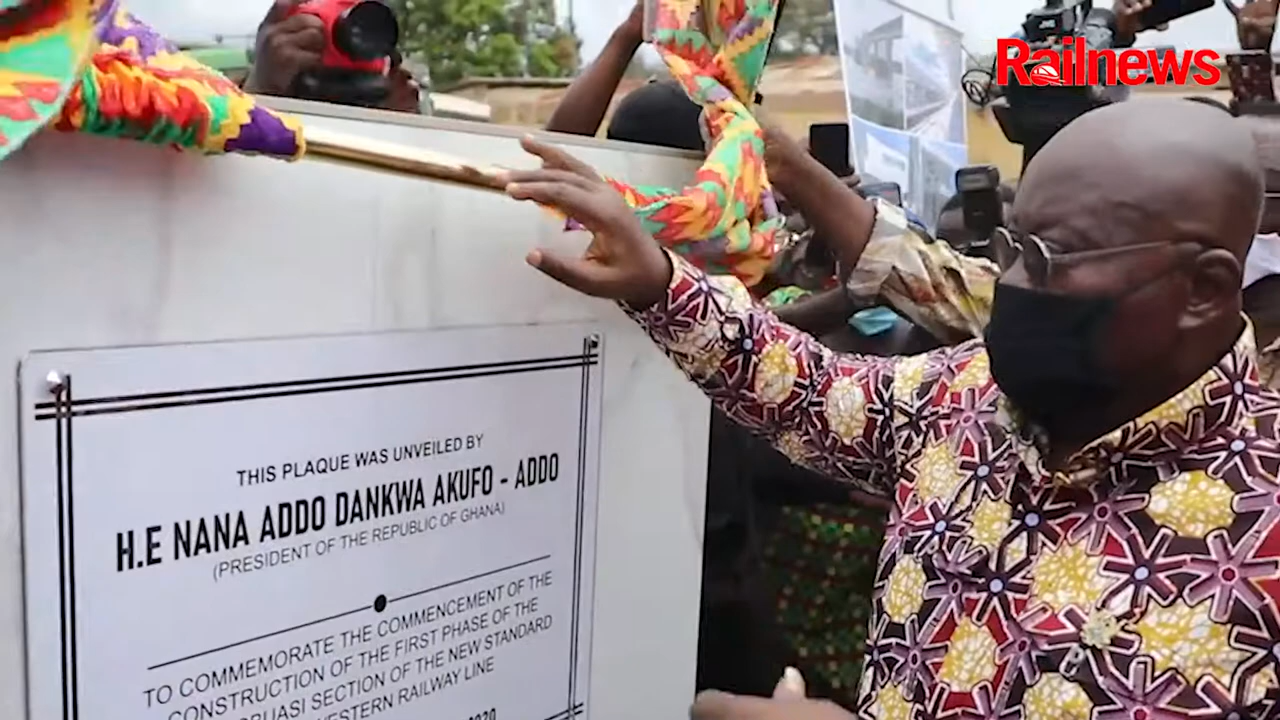 Railnews
THIS PLAQUE WAS UNVEILED BY
H.E NANA ADDO DANKWA AKUFO - ADDO
(PRESIDENT OF THE REPUBLIC OF GHANA)
TO COMMEMORATE THE COMMENCEMENT OF THE
CONSTRUCTION OF THE FIRST PHASE OF THE
SECTION OF THE NEW STANDARD
RAILWAY LINE
JVC